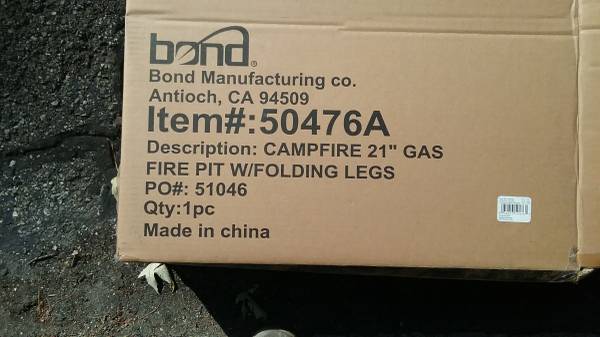 bond®
Bond Manufacturing co.
Antioch, CA 94509
Item#:50476A
Description: CAMPFIRE 21" GAS
FIRE PIT W/FOLDING LEGS
PO#: 51046
Qty:1pc
Made in china